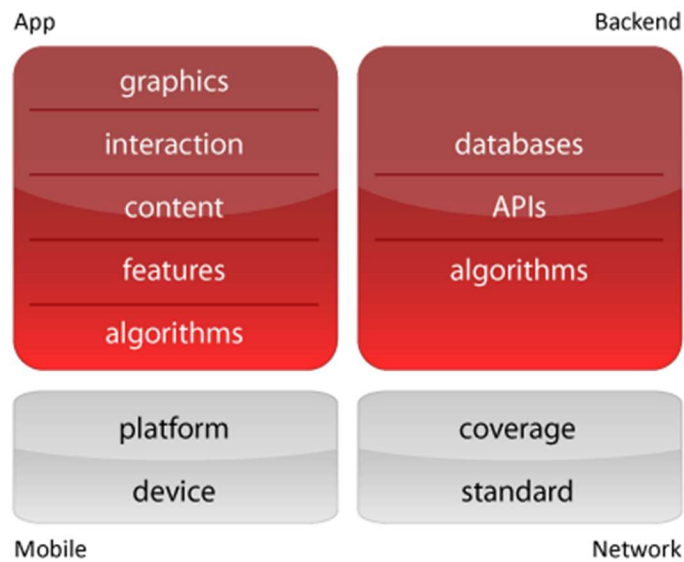 App
Backend
graphics
interaction
content
features
algorithms
databases
APIs
algorithms
platform
device
coverage
standard
Mobile
Network